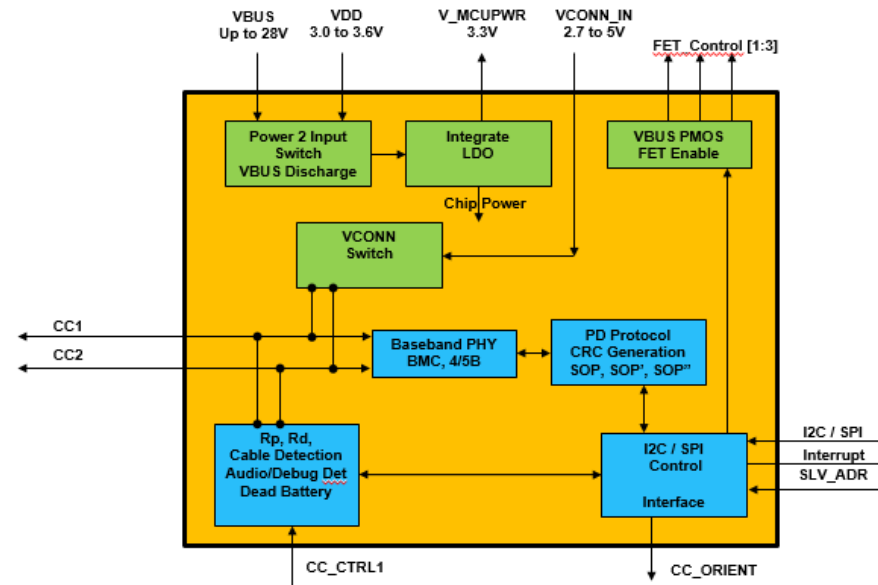 VBUS
Up to 28V
VDD
3.0 to 3.6V
V_MCUPWR
3.3V
VCONN_IN
2.7 to 5V
FET_Control [1:3]
Power 2 Input
Switch
VBUS Discharge
Integrate
LDO
VBUS PMOS
FET Enable
Chip Power
VCONN
Switch
CC1
CC2
Baseband PHY
BMC, 4/5B
PD Protocol
CRC Generation
SOP, SOP’, SOP”
Rp, Rd,
Cable Detection
Audio/Debug Det
Dead Battery
I2C / SPI
Control
Interface
I2C / SPI
Interrupt
SLV_ADR
CC_CTRL1
CC_ORIENT